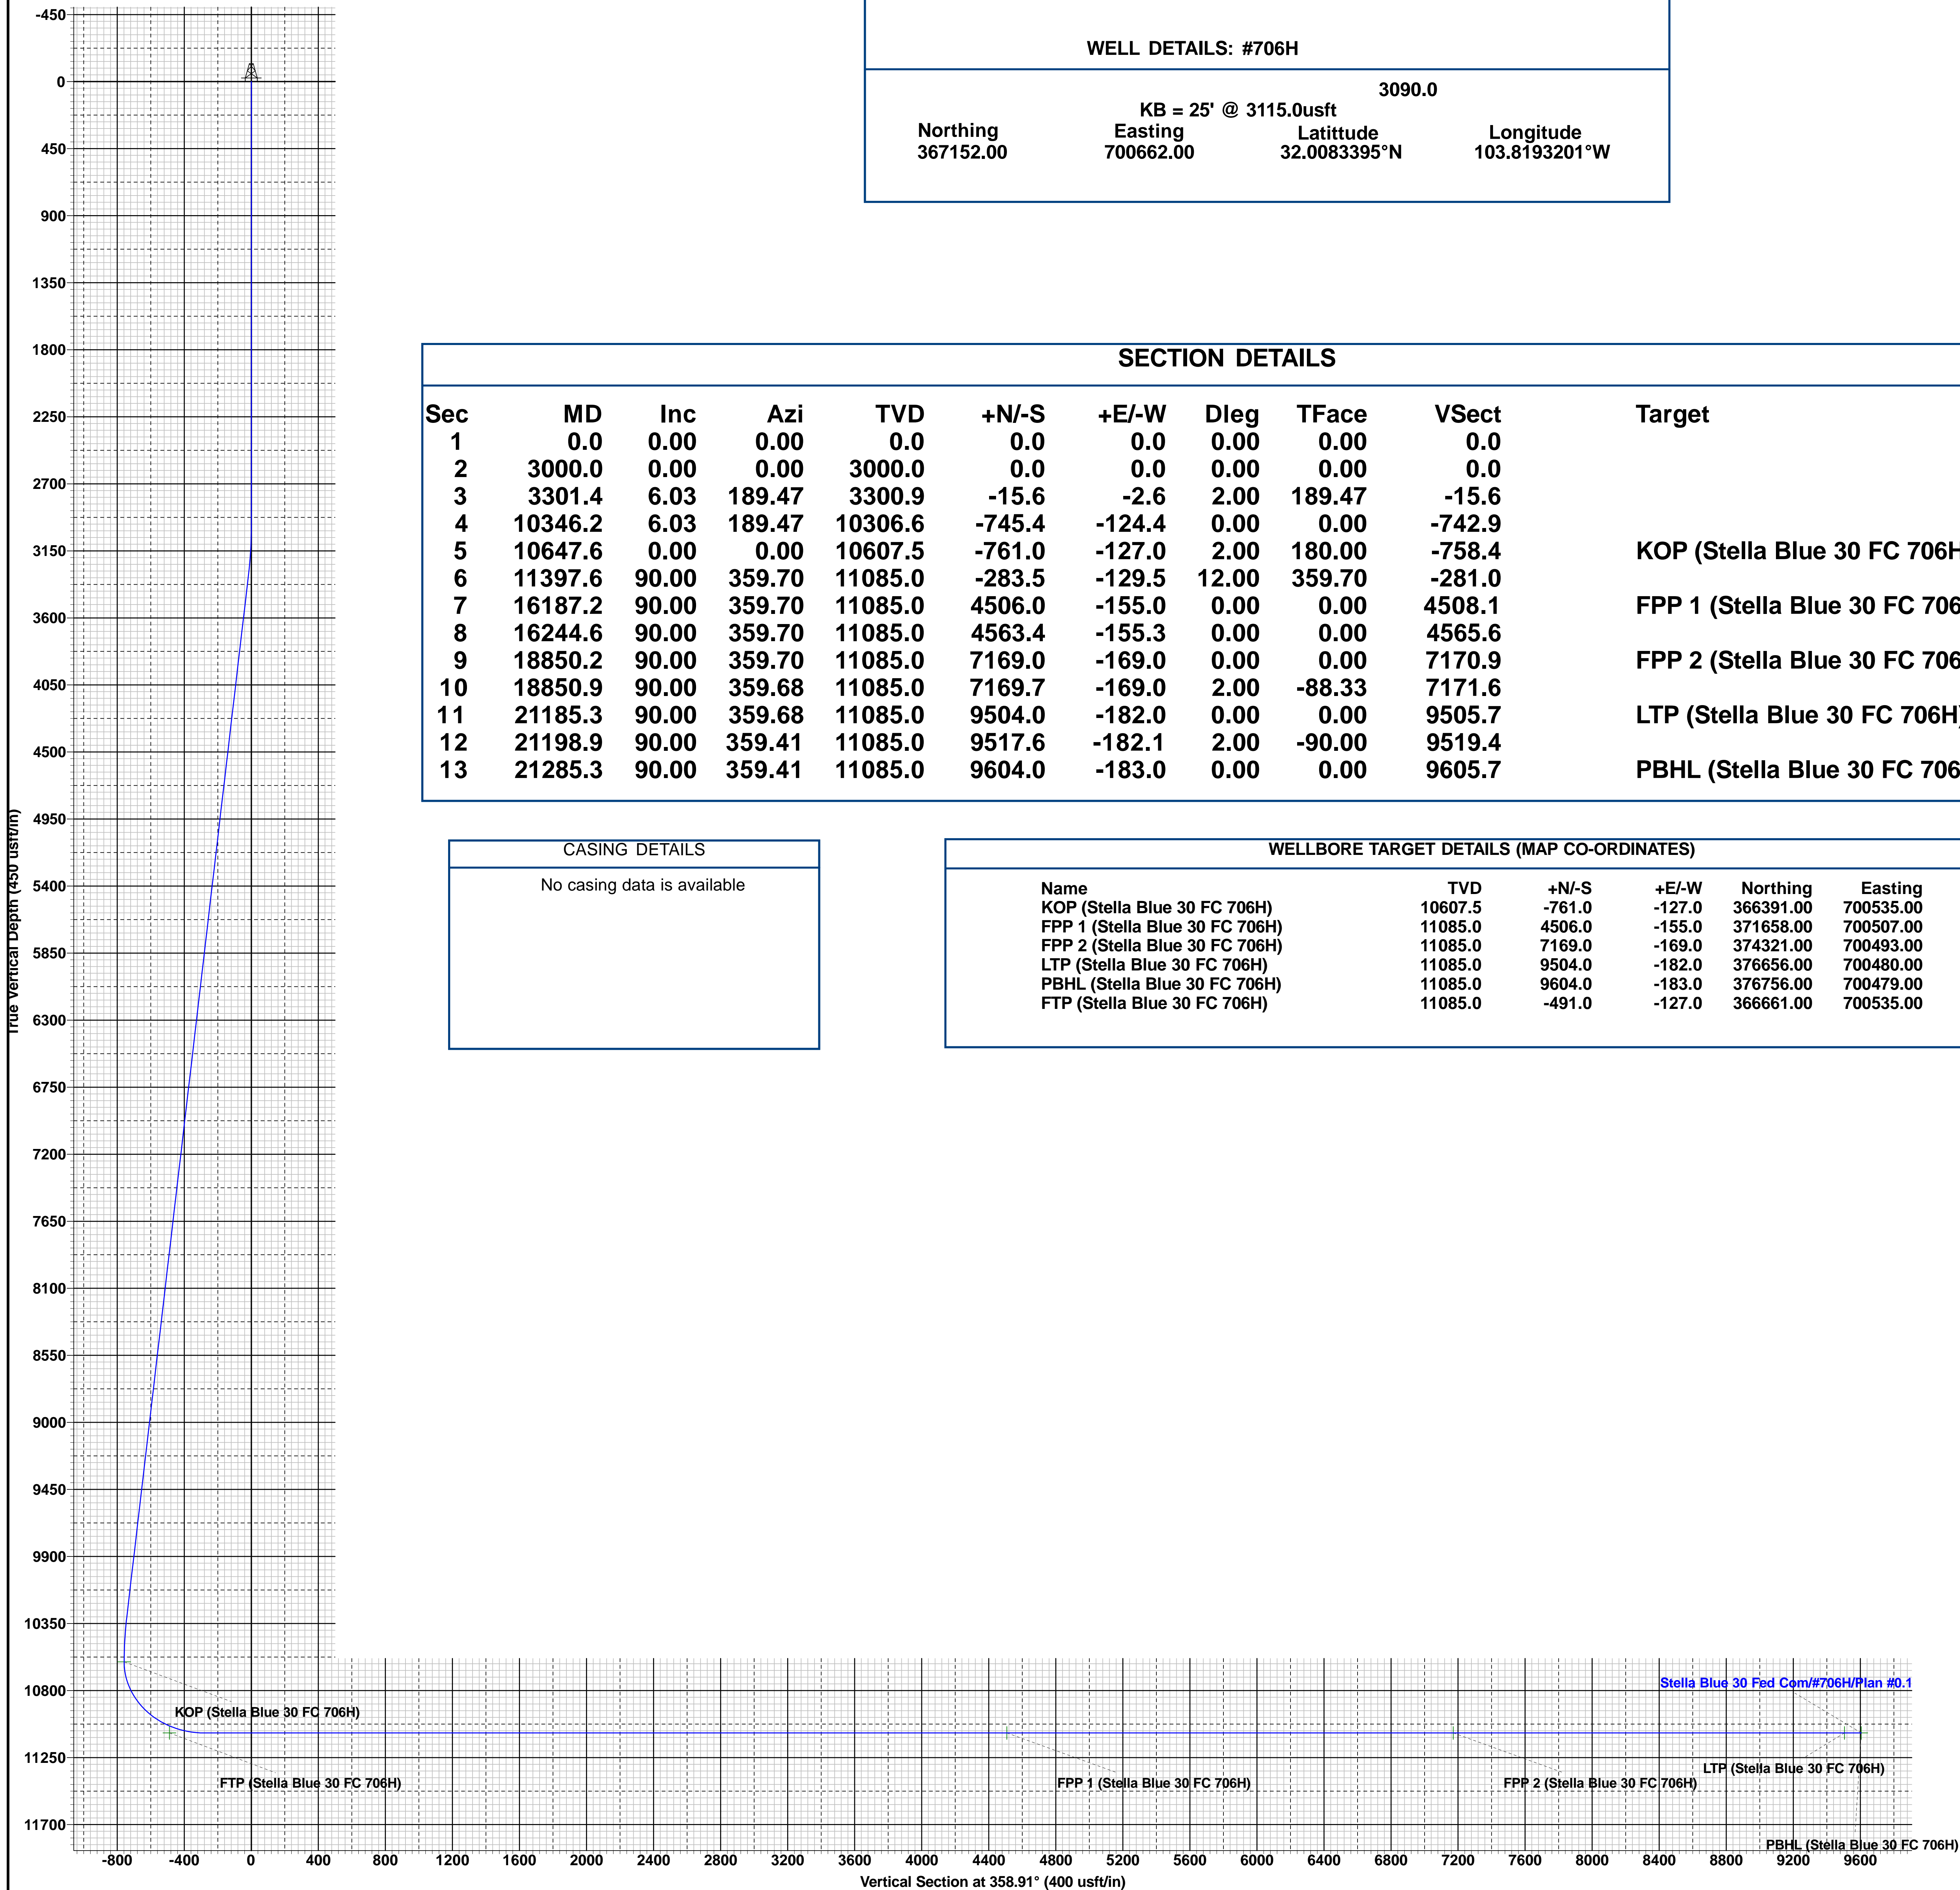 WELL DETAILS: #706H
3090.0
KB = 25' @ 3115.0usft
Northing Easting Latittude Longitude
367152.00 700662.00 32.0083395°N 103.8193201°W
SECTION DETAILS
Sec MD Inc Azi TVD +N/-S +E/-W Dleg TFace VSect Target
1 0.0 0.00 0.00 0.0 0.0 0.0 0.00 0.00 0.0
2 3000.0 0.00 0.00 3000.0 0.0 0.0 0.00 0.00 0.0
3 3301.4 6.03 189.47 3300.9 -15.6 -2.6 2.00 189.47 -15.6
4 10346.2 6.03 189.47 10306.6 -745.4 -124.4 0.00 0.00 -742.9
5 10647.6 0.00 0.00 10607.5 -761.0 -127.0 2.00 180.00 -758.4 KOP (Stella Blue 30 FC 706H
6 11397.6 90.00 359.70 11085.0 -283.5 -129.5 12.00 359.70 -281.0
7 16187.2 90.00 359.70 11085.0 4506.0 -155.0 0.00 0.00 4508.1 FPP 1 (Stella Blue 30 FC 706
8 16244.6 90.00 359.70 11085.0 4563.4 -155.3 0.00 0.00 4565.6
9 18850.2 90.00 359.70 11085.0 7169.0 -169.0 0.00 0.00 7170.9 FPP 2 (Stella Blue 30 FC 706
10 18850.9 90.00 359.68 11085.0 7169.7 -169.0 2.00 -88.33 7171.6
11 21185.3 90.00 359.68 11085.0 9504.0 -182.0 0.00 0.00 9505.7 LTP (Stella Blue 30 FC 706H)
12 21198.9 90.00 359.41 11085.0 9517.6 -182.1 2.00 -90.00 9519.4
13 21285.3 90.00 359.41 11085.0 9604.0 -183.0 0.00 0.00 9605.7 PBHL (Stella Blue 30 FC 706
CASING DETAILS
No casing data is available
WELLBORE TARGET DETAILS (MAP CO-ORDINATES)
Name TVD +N/-S +E/-W Northing Easting
KOP (Stella Blue 30 FC 706H) 10607.5 -761.0 -127.0 366391.00 700535.00
FPP 1 (Stella Blue 30 FC 706H) 11085.0 4506.0 -155.0 371658.00 700507.00
FPP 2 (Stella Blue 30 FC 706H) 11085.0 7169.0 -169.0 374321.00 700493.00
LTP (Stella Blue 30 FC 706H) 11085.0 9504.0 -182.0 376656.00 700480.00
PBHL (Stella Blue 30 FC 706H) 11085.0 9604.0 -183.0 376756.00 700479.00
FTP (Stella Blue 30 FC 706H) 11085.0 -491.0 -127.0 366661.00 700535.00
True Vertical Depth (450 usft/in)
-450
0
450
900
1350
1800
2250
2700
3150
3600
4050
4500
4950
5400
5850
6300
6750
7200
7650
8100
8550
9000
9450
9900
10350
10800
11250
11700
Stella Blue 30 Fed Com/#706H/Plan #0.1
KOP (Stella Blue 30 FC 706H)
FTP (Stella Blue 30 FC 706H)
FPP 1 (Stella Blue 30 FC 706H)
FPP 2 (Stella Blue 30 FC 706H)
LTP (Stella Blue 30 FC 706H)
PBHL (Stella Blue 30 FC 706H)
-800 -400 0 400 800 1200 1600 2000 2400 2800 3200 3600 4000 4400 4800 5200 5600 6000 6400 6800 7200 7600 8000 8400 8800 9200 9600
Vertical Section at 358.91° (400 usft/in)